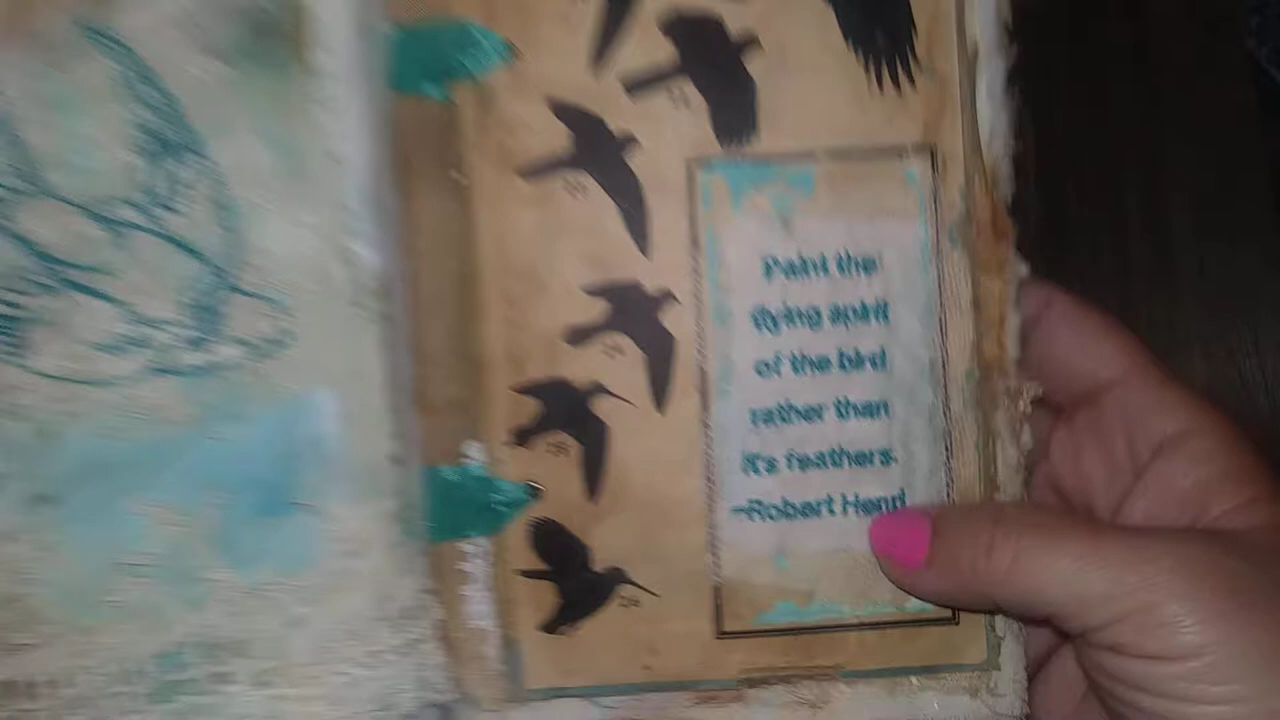 Paint the
flying spirit
of the bird
rather than
it's feathers.
~Robert Henri